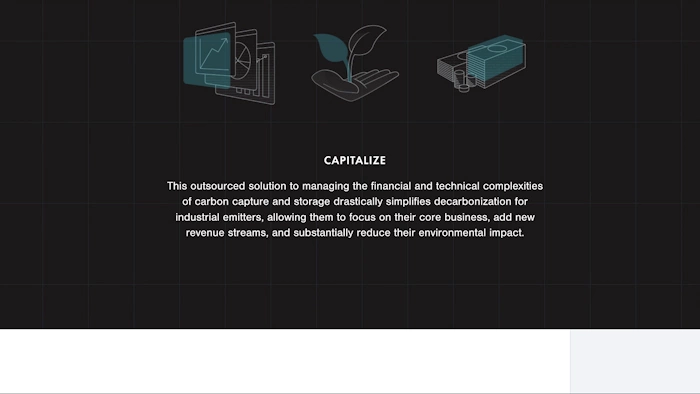 CAPITALIZE
This outsourced solution to managing the financial and technical complexities
of carbon capture and storage drastically simplifies decarbonization for
industrial emitters, allowing them to focus on their core business, add new
revenue streams, and substantially reduce their environmental impact.